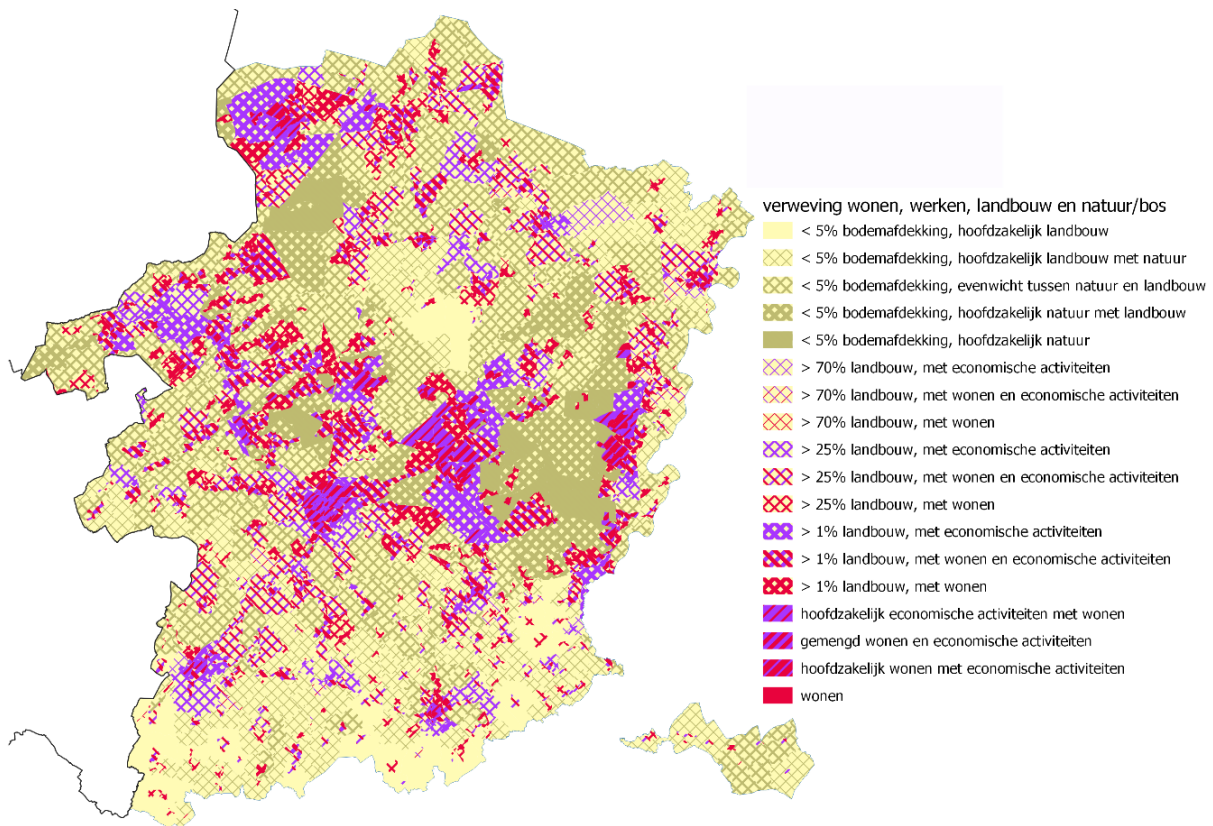 verweving wonen, werken, landbouw en natuur/bos
< 5% bodemafdekking, hoofdzakelijk landbouw
< 5% bodemafdekking, hoofdzakelijk landbouw met natuur
< 5% bodemafdekking, evenwicht tussen natuur en landbouw
< 5% bodemafdekking, hoofdzakelijk natuur met landbouw
< 5% bodemafdekking, hoofdzakelijk natuur
> 70% landbouw, met economische activiteiten
> 70% landbouw, met wonen en economische activiteiten
> 70% landbouw, met wonen
> 25% landbouw, met economische activiteiten
> 25% landbouw, met wonen en economische activiteiten
> 25% landbouw, met wonen
> 1% landbouw, met economische activiteiten
> 1% landbouw, met wonen en economische activiteiten
> 1% landbouw, met wonen
hoofdzakelijk economische activiteiten met wonen
gemengd wonen en economische activiteiten
hoofdzakelijk wonen met economische activiteiten
wonen